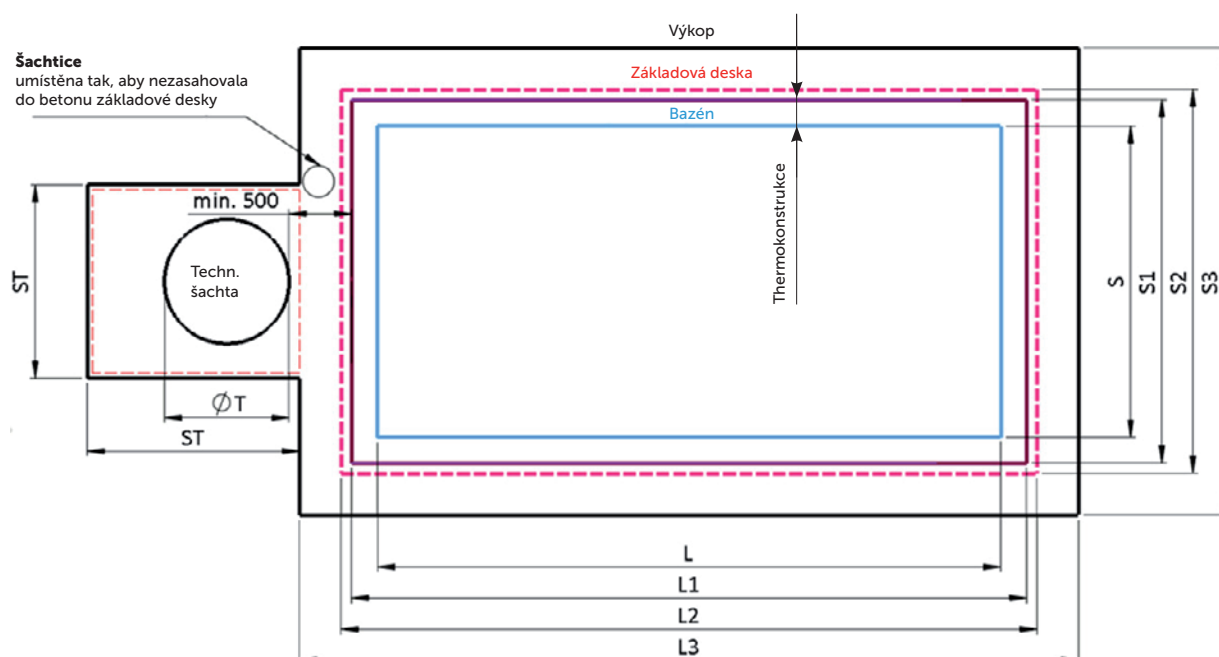 Výkop
Šachtice
umístěna tak, aby nezasahovala
do betonu základové desky
Základová deska
Bazén
min. 500
Thermokonstrukce
Techn.
šachta
ST
S
S1
S2
S3
∅T
ST
L
L1
L2
L3